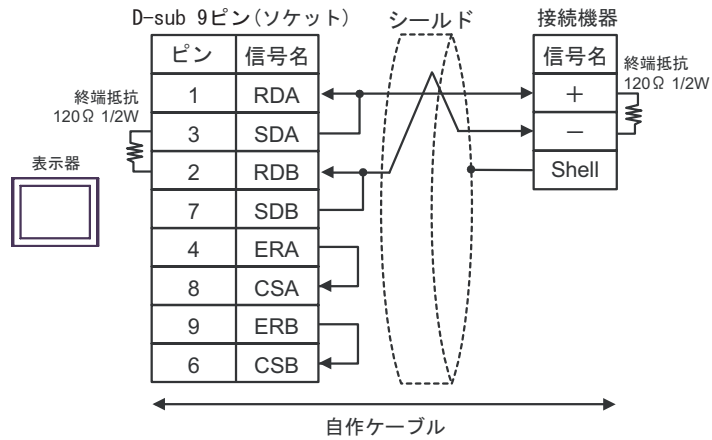 D-sub 9ピン(ソケット)
シールド
接続機器
ピン 信号名
1 RDA
3 SDA
2 RDB
7 SDB
4 ERA
8 CSA
9 ERB
6 CSB
終端抵抗
120Ω 1/2W
表示器
信号名
+
-
Shell
終端抵抗
120Ω 1/2W
自作ケーブル